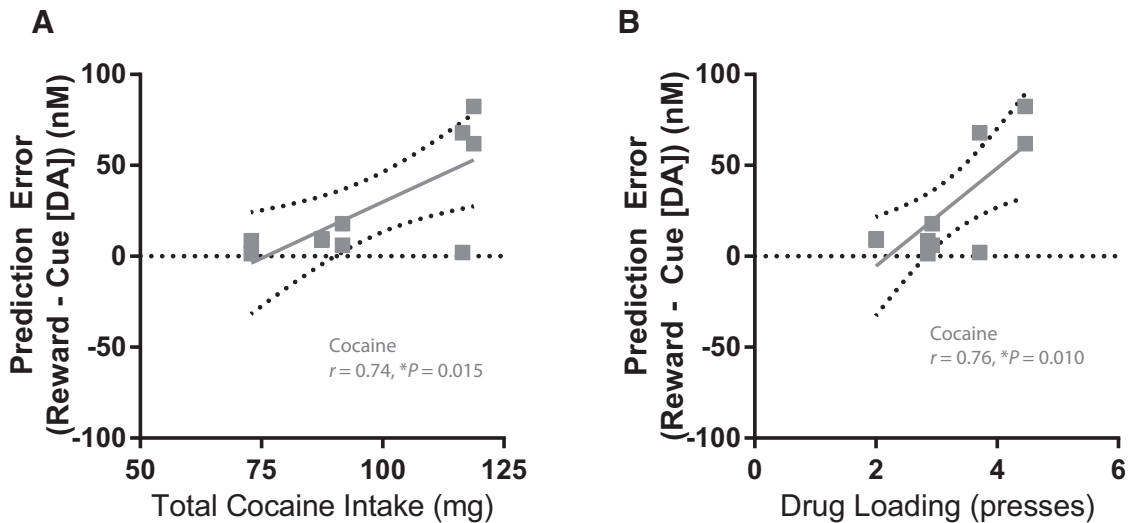 A
Prediction Error
(Reward - Cue [DA]) (nM)
100
50
0
-50
-100
Cocaine
r = 0.74, *P = 0.015
50
75
100
125
Total Cocaine Intake (mg)
B
Prediction Error
(Reward - Cue [DA]) (nM)
100
50
0
-50
-100
Cocaine
r = 0.76, *P = 0.010
0
2
4
6
Drug Loading (presses)